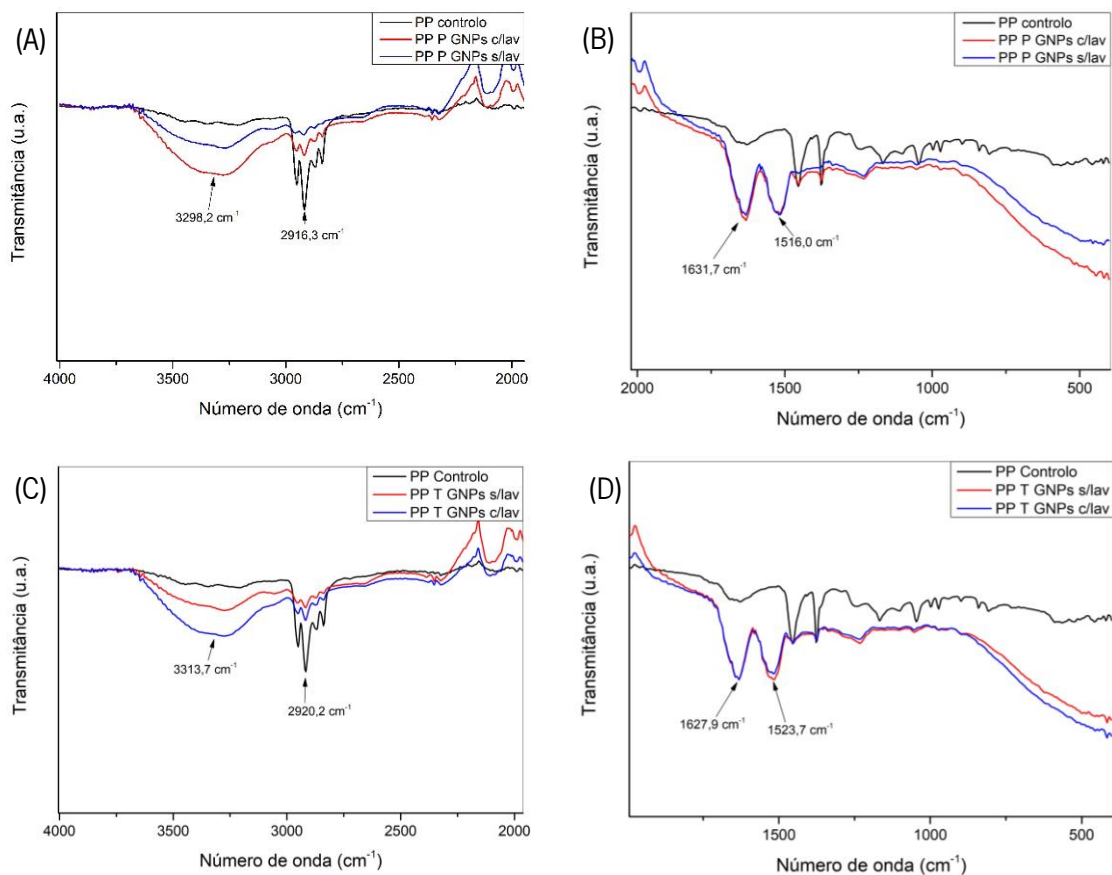 (A)
PP controlo
PP P GNPs c/lav
PP P GNPs s/lav
Transmitância (u.a.)
3298,2 cm⁻¹
2916,3 cm⁻¹
4000 3500 3000 2500 2000
Número de onda (cm⁻¹)
(B)
PP controlo
PP P GNPs c/lav
PP P GNPs s/lav
Transmitância (u.a.)
1631,7 cm⁻¹
1516,0 cm⁻¹
2000 1500 1000 500
Número de onda (cm⁻¹)
(C)
PP Controlo
PP T GNPs s/lav
PP T GNPs c/lav
Transmitância (u.a.)
3313,7 cm⁻¹
2920,2 cm⁻¹
4000 3500 3000 2500 2000
Número de onda (cm⁻¹)
(D)
PP Controlo
PP T GNPs s/lav
PP T GNPs c/lav
Transmitância (u.a.)
1627,9 cm⁻¹
1523,7 cm⁻¹
1500 1000 500
Número de onda (cm⁻¹)